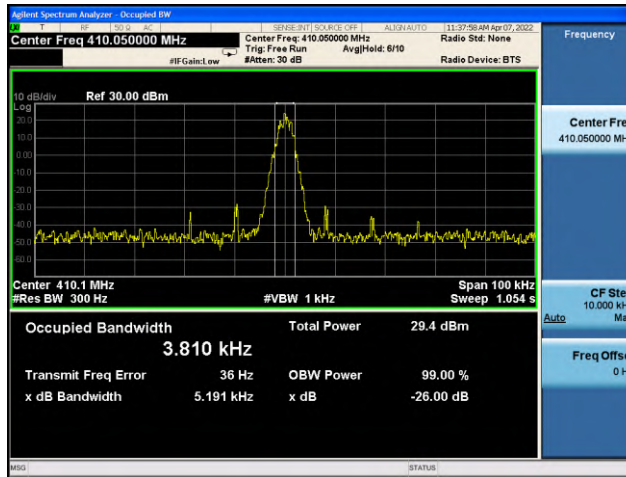 Agilent Spectrum Analyzer - Occupied BW
LXI T RF 50 Ω AC SENSE:INT SOURCE OFF ALIGN AUTO 11:37:58 AM Apr 07, 2022
Center Freq 410.050000 MHz
Center Freq: 410.050000 MHz
Radio Std: None
Trig: Free Run Avg|Hold: 6/10
#IFGain:Low
#Atten: 30 dB
Radio Device: BTS
10 dB/div Ref 30.00 dBm
Log
20.0
10.0
0.00
-10.0
-20.0
-30.0
-40.0
-50.0
-60.0
Center 410.1 MHz
Span 100 kHz
#Res BW 300 Hz
#VBW 1 kHz
Sweep 1.054 s
Occupied Bandwidth
Total Power 29.4 dBm
3.810 kHz
Transmit Freq Error 36 Hz
OBW Power 99.00 %
x dB Bandwidth 5.191 kHz
x dB -26.00 dB
MSG
STATUS
Frequency
Center Fre
410.050000 MH
CF Ste
10.000 kH
Auto Ma
Freq Offs
0 H